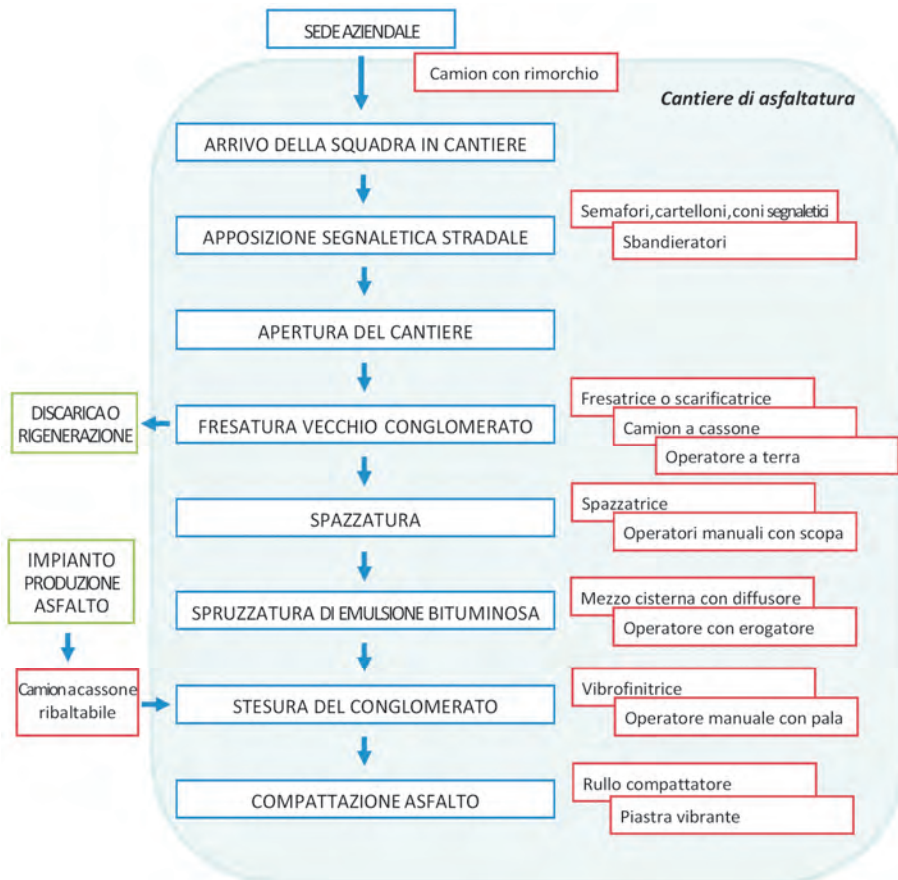 SEDE AZIENDALE
Camion con rimorchio
Cantiere di asfaltatura
ARRIVO DELLA SQUADRA IN CANTIERE
Semafori,cartelloni,coni segnaletici
APPOSIZIONE SEGNALETICA STRADALE
Sbandieratori
APERTURA DEL CANTIERE
DISCARICA O
RIGENERAZIONE
FRESATURA VECCHIO CONGLOMERATO
Fresatrice o scarificatrice
Camion a cassone
Operatore a terra
SPAZZATURA
Spazzatrice
Operatori manuali con scopa
IMPIANTO
PRODUZIONE
ASFALTO
SPRUZZATURA DI EMULSIONE BITUMINOSA
Mezzo cisterna con diffusore
Operatore con erogatore
Camion a cassone
ribaltabile
STESURA DEL CONGLOMERATO
Vibrofinitrice
Operatore manuale con pala
COMPATTAZIONE ASFALTO
Rullo compattatore
Piastra vibrante